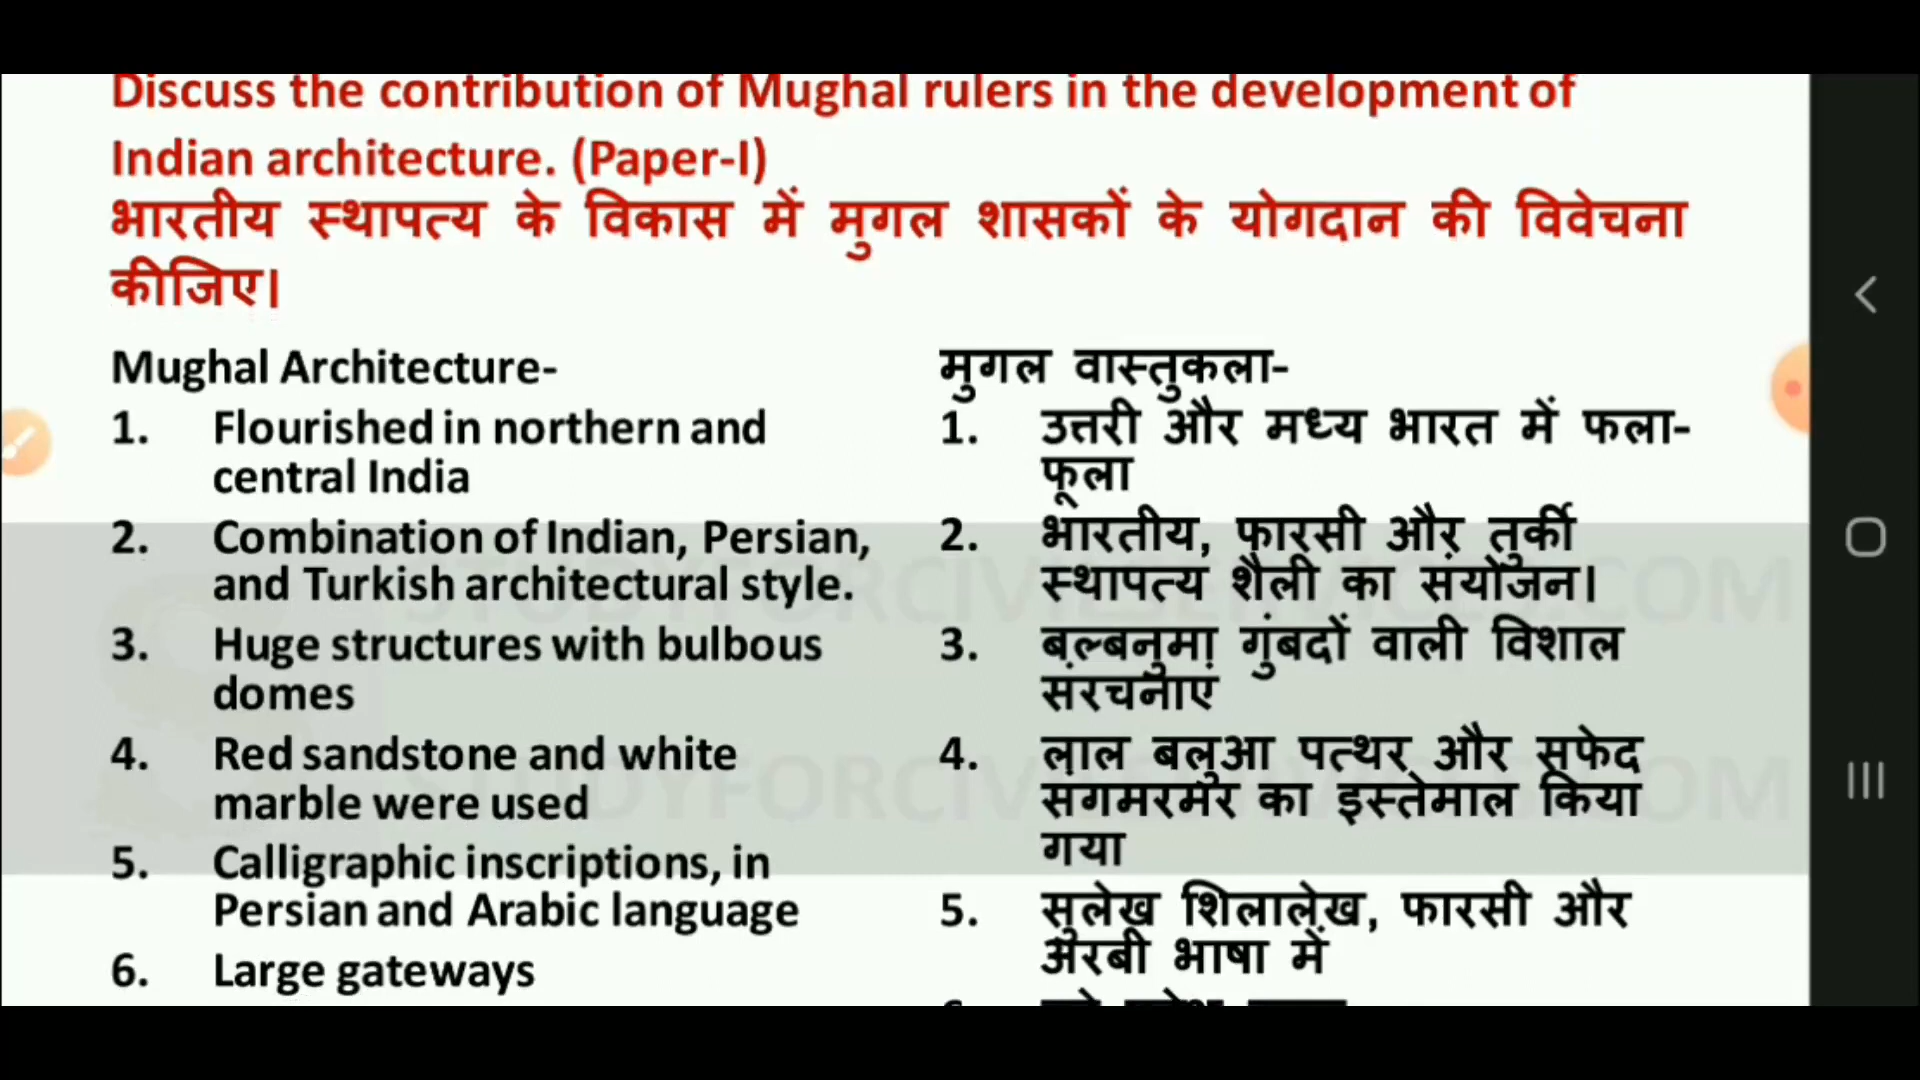 Discuss the contribution of Mughal rulers in the development of
Indian architecture. (Paper-I)
भारतीय स्थापत्य के विकास में मुगल शासकों के योगदान की विवेचना
कीजिए।
Mughal Architecture-
1. Flourished in northern and
central India
2. Combination of Indian, Persian,
and Turkish architectural style.
3. Huge structures with bulbous
domes
4. Red sandstone and white
marble were used
5. Calligraphic inscriptions, in
Persian and Arabic language
6. Large gateways
मुगल वास्तुकला-
1. उत्तरी और मध्य भारत में फला-
फूला
2. भारतीय, फारसी और तुर्की
स्थापत्य शैली का संयोजन।
3. बल्बनुमा गुंबदों वाली विशाल
संरचनाएं
4. लाल बलुआ पत्थर और सफेद
संगमरमर का इस्तेमाल किया
गया
5. सुलेख शिलालेख, फारसी और
अरबी भाषा में
STUDYFORCIVILSERVICES.COM
STUDYFORCIVILSERVICES.COM